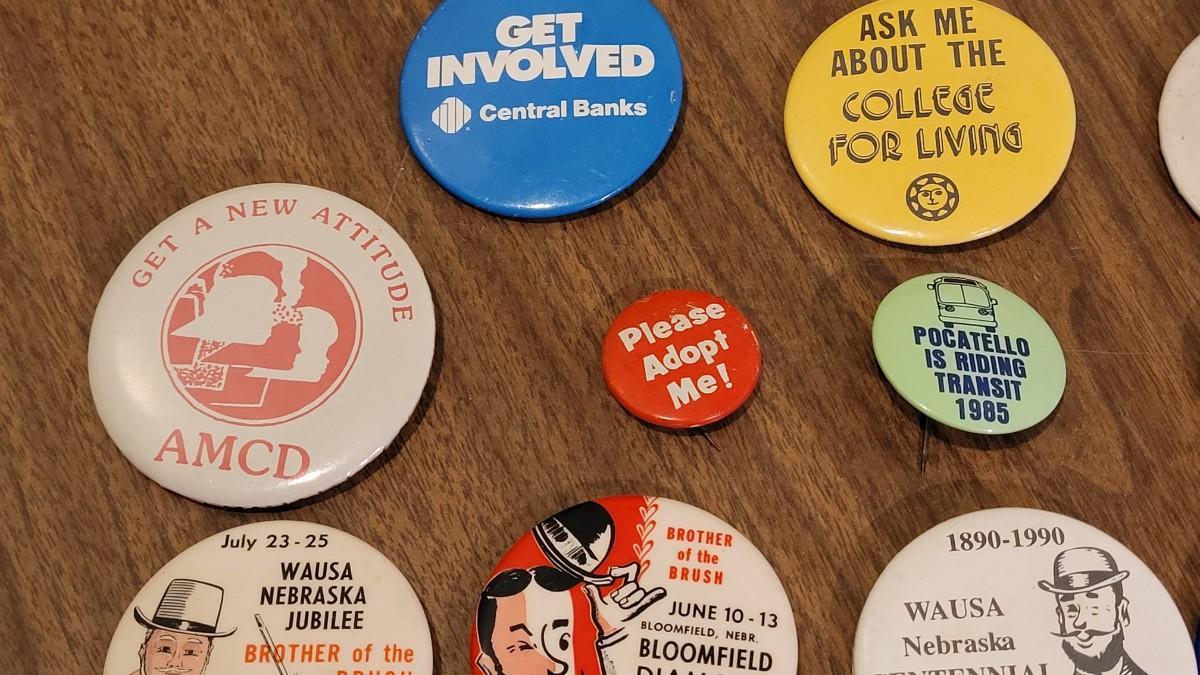 GET
INVOLVED
Central Banks
ASK ME
ABOUT THE
COLLEGE
FOR LIVING
GET A NEW ATTITUDE
AMCD
Please
Adopt
Me!
POCATELLO
IS RIDING
TRANSIT
1985
July 23-25
WAUSA
NEBRASKA
JUBILEE
BROTHER of the
BRUSH
BROTHER
of the
BRUSH
JUNE 10-13
BLOOMFIELD, NEBR.
BLOOMFIELD
1890-1990
WAUSA
Nebraska
CENTENNIAL